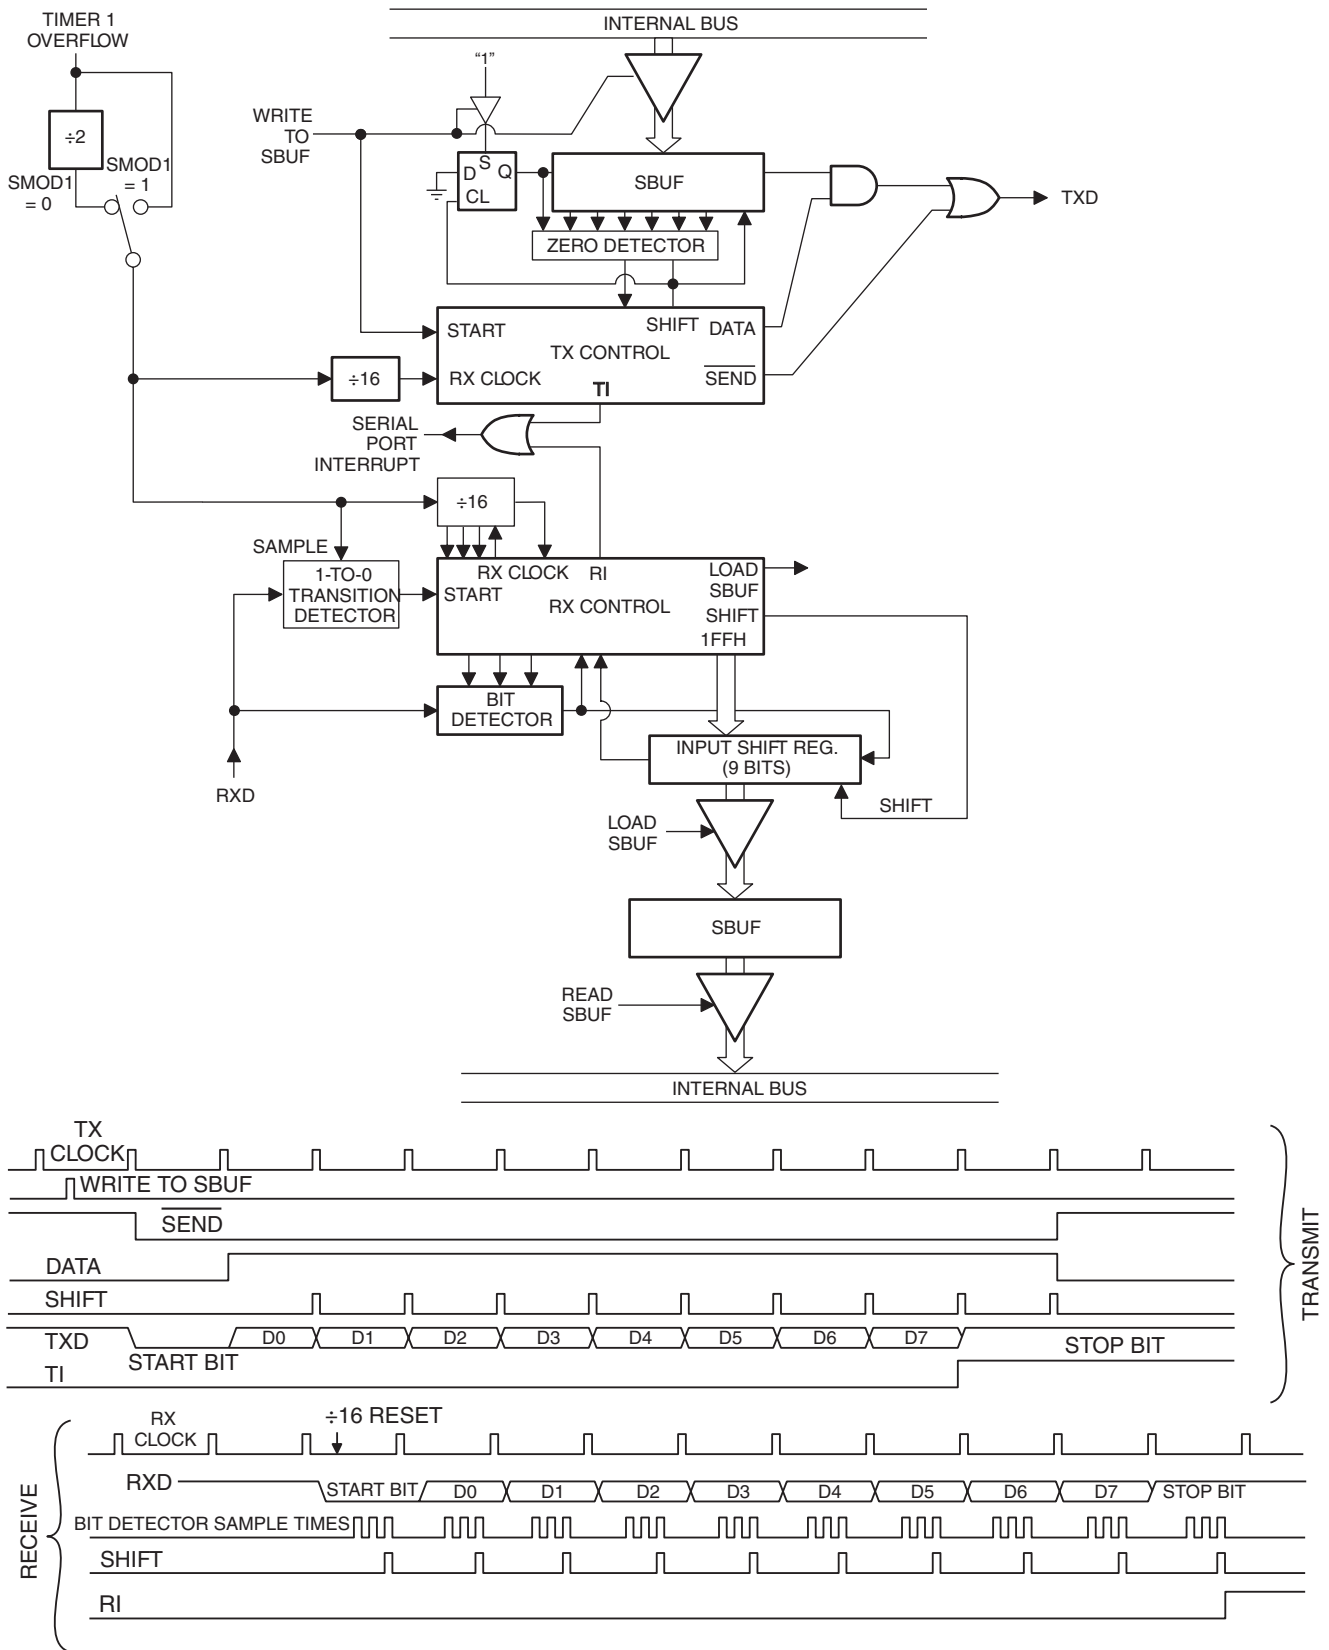 TIMER 1
OVERFLOW
INTERNAL BUS
“1”
WRITE
TO
SBUF
÷2
SMOD1
= 1
SMOD1
= 0
S
D Q
CL
SBUF
TXD
ZERO DETECTOR
START
SHIFT DATA
TX CONTROL
÷16
RX CLOCK
TI
SEND
SERIAL
PORT
INTERRUPT
÷16
SAMPLE
1-TO-0
TRANSITION
DETECTOR
RX CLOCK RI
START
RX CONTROL
LOAD
SBUF
SHIFT
1FFH
BIT
DETECTOR
INPUT SHIFT REG.
(9 BITS)
RXD
SHIFT
LOAD
SBUF
SBUF
READ
SBUF
INTERNAL BUS
TX
CLOCK
WRITE TO SBUF
SEND
DATA
SHIFT
TXD
START BIT
D0 D1 D2 D3 D4 D5 D6 D7
STOP BIT
TI
TRANSMIT
RX
CLOCK
÷16 RESET
RXD
START BIT D0 D1 D2 D3 D4 D5 D6 D7 STOP BIT
BIT DETECTOR SAMPLE TIMES
SHIFT
RI
RECEIVE